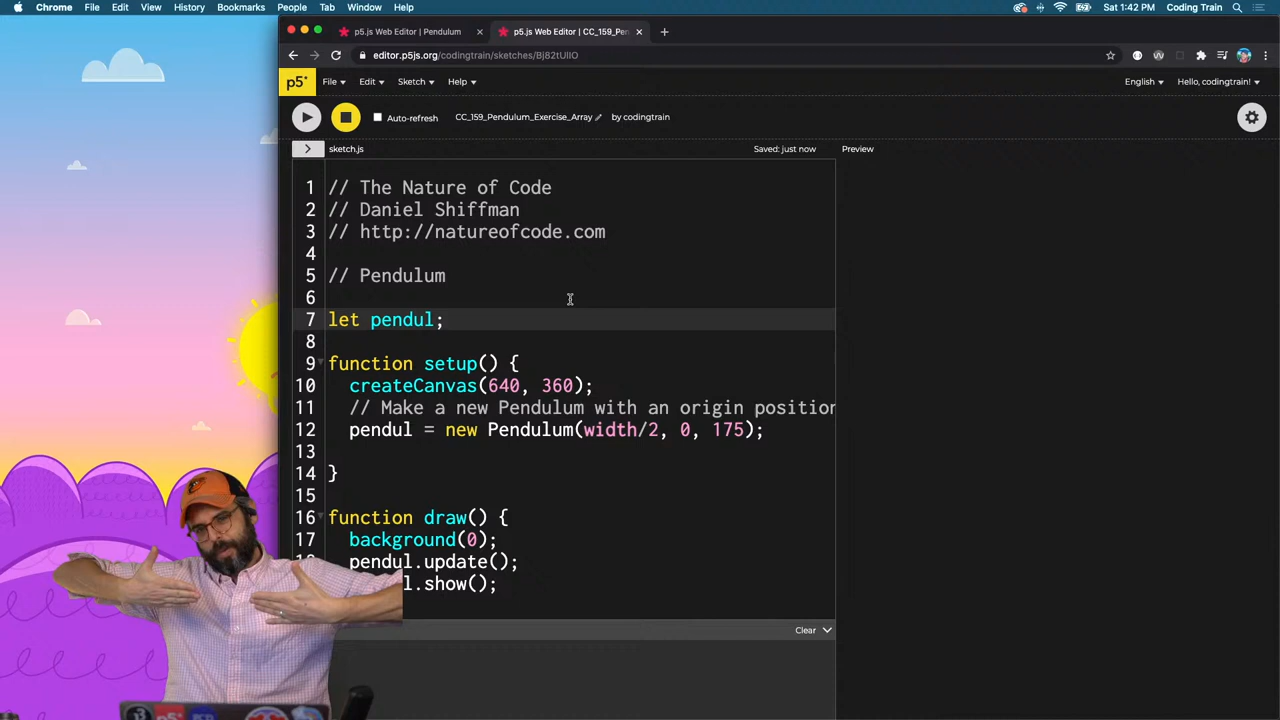 Chrome File Edit View History Bookmarks People Tab Window Help
Sat 1:42 PM Coding Train
p5.js Web Editor | Pendulum
p5.js Web Editor | CC_159_Pen
editor.p5js.org/codingtrain/sketches/Bj82tUlIO
p5* File Edit Sketch Help
English Hello, codingtrain!
Auto-refresh CC_159_Pendulum_Exercise_Array by codingtrain
sketch.js Saved: just now Preview
1 // The Nature of Code
2 // Daniel Shiffman
3 // http://natureofcode.com
4
5 // Pendulum
6
7 let pendul;
8
9 function setup() {
10 createCanvas(640, 360);
11 // Make a new Pendulum with an origin position
12 pendul = new Pendulum(width/2, 0, 175);
13
14 }
15
16 function draw() {
17 background(0);
pendul.update();
l.show();
Clear